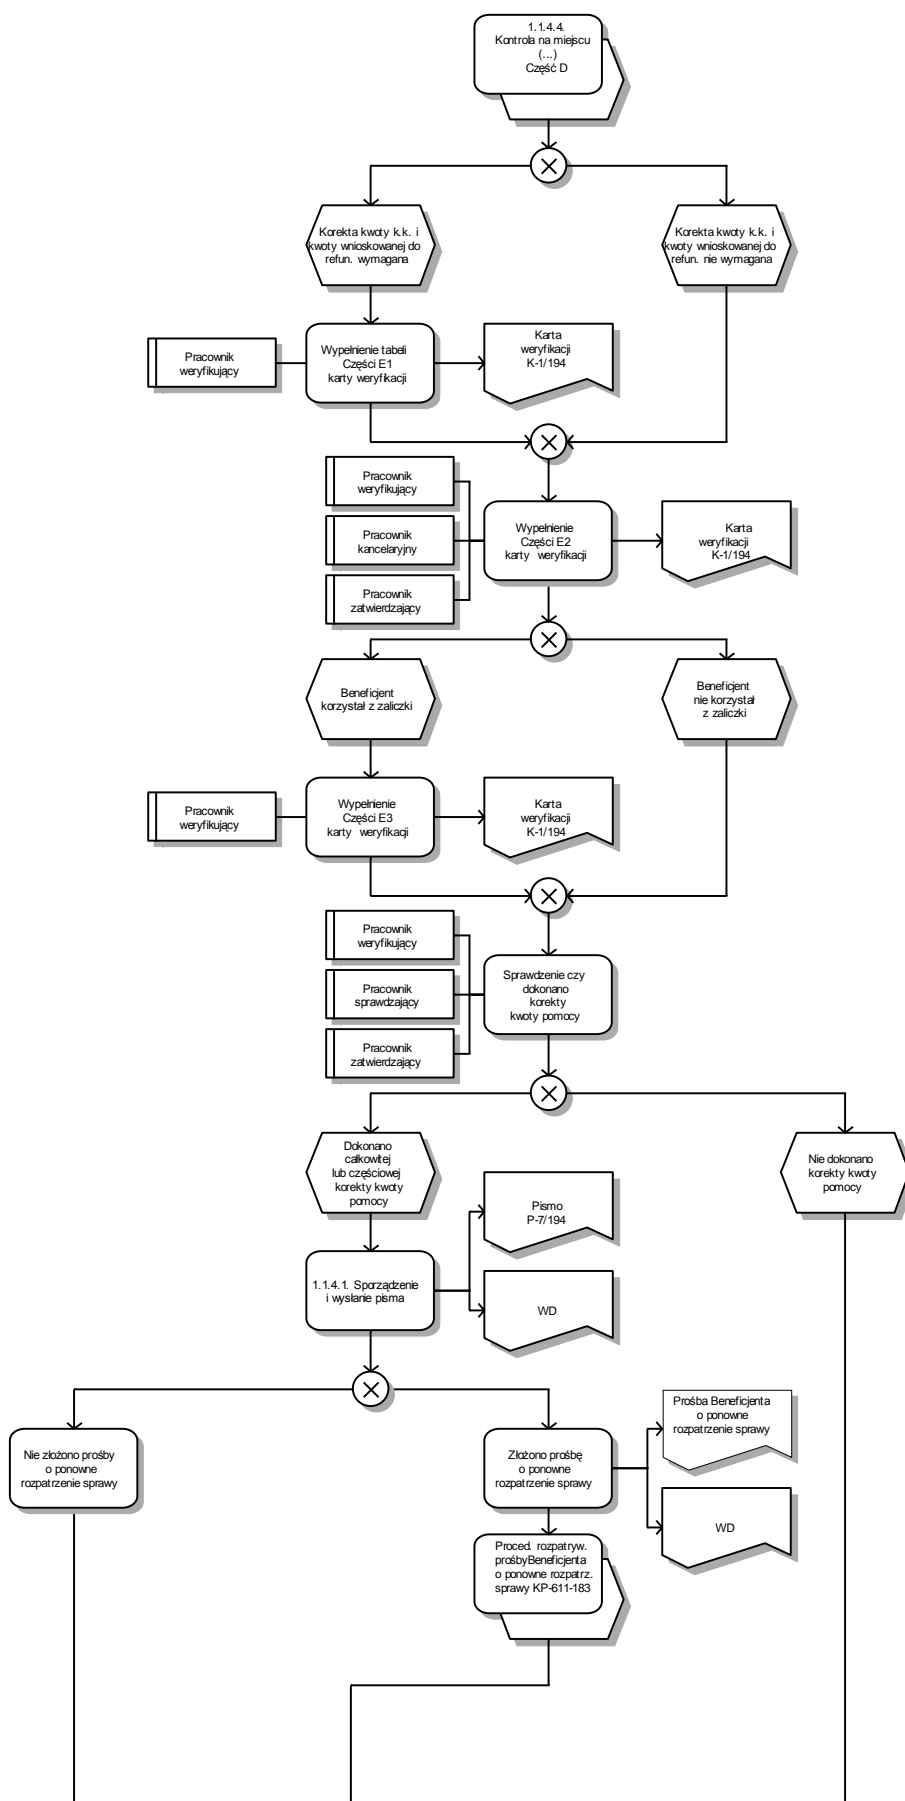 1.1.4.4.
Kontrola na miejscu
(...)
Część D
Korekta kwoty k.k. i
kwoty wnioskowanej do
refun. wymagana
Korekta kwoty k.k. i
kwoty wnioskowanej do
refun. nie wymagana
Pracownik
weryfikujący
Wypełnienie tabeli
Części E1
karty weryfikacji
Karta
weryfikacji
K-1/194
Pracownik
weryfikujący
Pracownik
kancelaryjny
Pracownik
zatwierdzający
Wypełnienie
Części E2
karty weryfikacji
Karta
weryfikacji
K-1/194
Beneficjent
korzystał z zaliczki
Beneficjent
nie korzystał
z zaliczki
Pracownik
weryfikujący
Wypełnienie
Części E3
karty weryfikacji
Karta
weryfikacji
K-1/194
Pracownik
weryfikujący
Pracownik
sprawdzający
Pracownik
zatwierdzający
Sprawdzenie czy
dokonano
korekty
kwoty pomocy
Dokonano
całkowitej
lub częściowej
korekty kwoty
pomocy
Nie dokonano
korekty kwoty
pomocy
Pismo
P-7/194
1.1.4.1. Sporządzenie
i wysłanie pisma
WD
Nie złożono prośby
o ponowne
rozpatrzenie sprawy
Złożono prośbę
o ponowne
rozpatrzenie sprawy
Prośba Beneficjenta
o ponowne
rozpatrzenie sprawy
WD
Proced. rozpatryw.
prośbyBeneficjenta
o ponowne rozpatrz.
sprawy KP-611-183